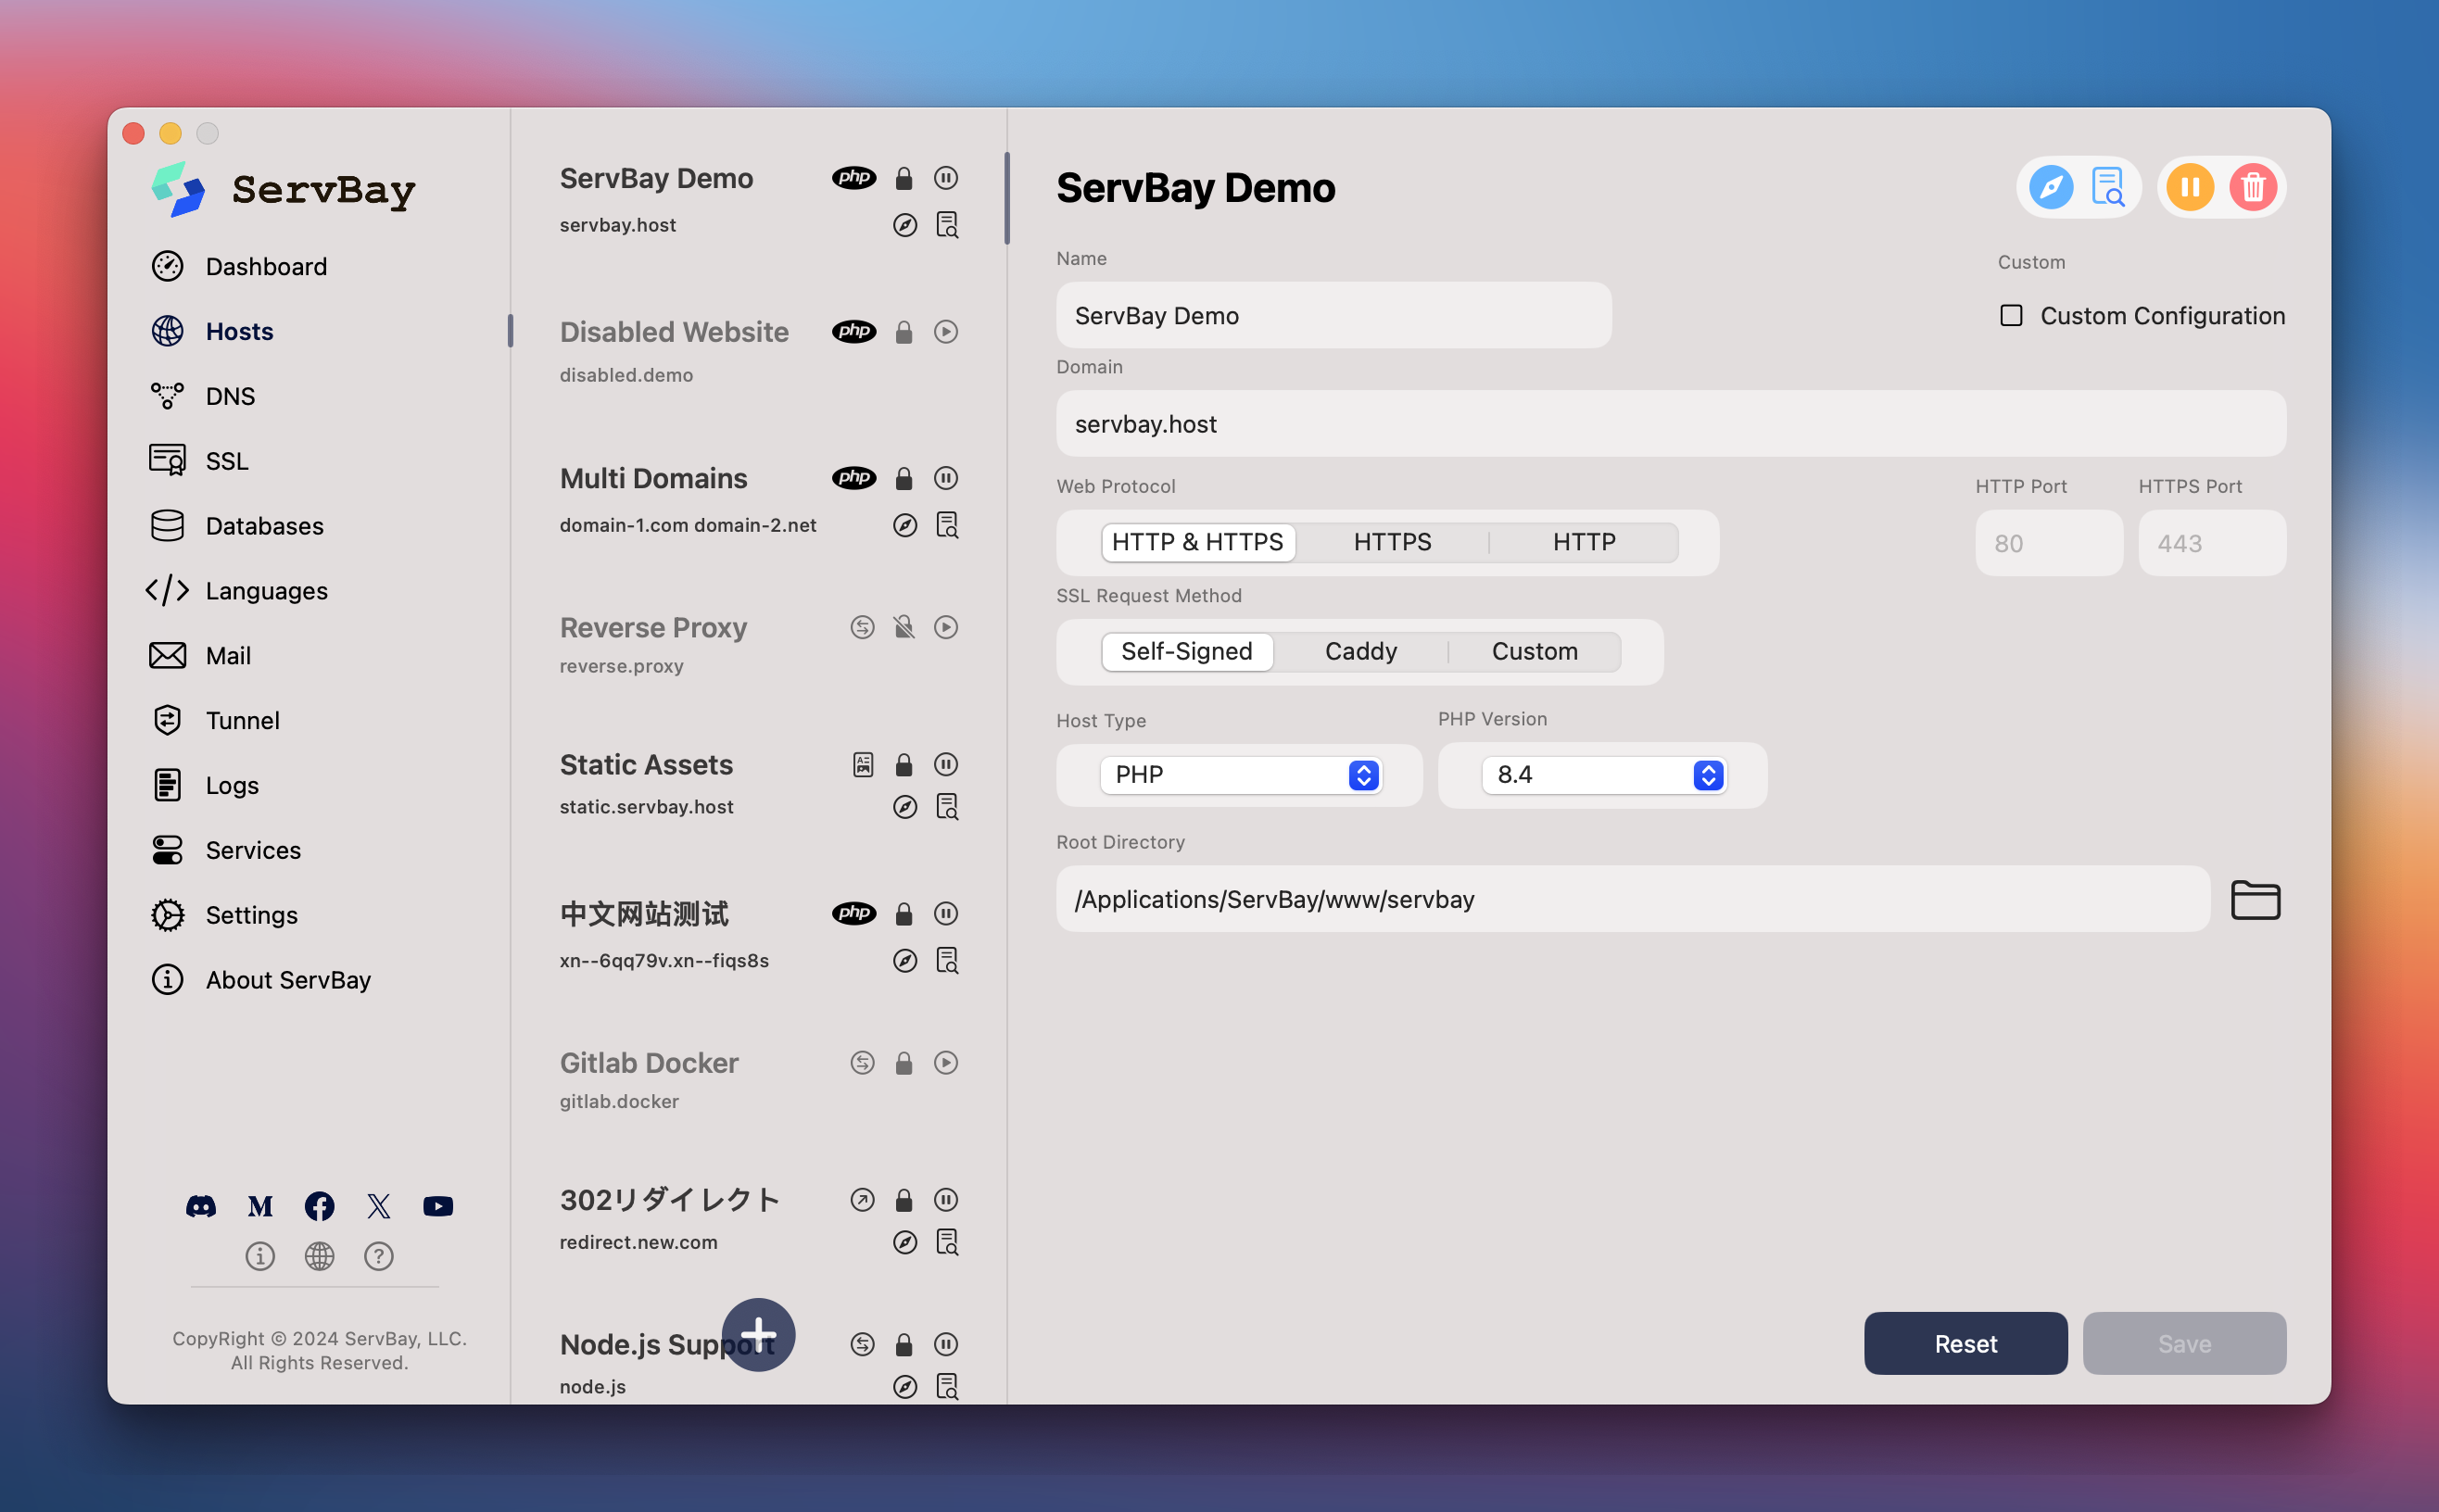 ServBay
Dashboard
Hosts
DNS
SSL
Databases
Languages
Mail
Tunnel
Logs
Services
Settings
About ServBay
CopyRight © 2024 ServBay, LLC.
All Rights Reserved.
ServBay Demo
php
servbay.host
Disabled Website
php
disabled.demo
Multi Domains
php
domain-1.com domain-2.net
Reverse Proxy
reverse.proxy
Static Assets
static.servbay.host
中文网站测试
php
xn--6qq79v.xn--fiqs8s
Gitlab Docker
gitlab.docker
302リダイレクト
redirect.new.com
Node.js Support
node.js
ServBay Demo
Name
Custom
ServBay Demo
Custom Configuration
Domain
servbay.host
Web Protocol
HTTP Port
HTTPS Port
HTTP & HTTPS
HTTPS
HTTP
80
443
SSL Request Method
Self-Signed
Caddy
Custom
Host Type
PHP Version
PHP
8.4
Root Directory
/Applications/ServBay/www/servbay
Reset
Save